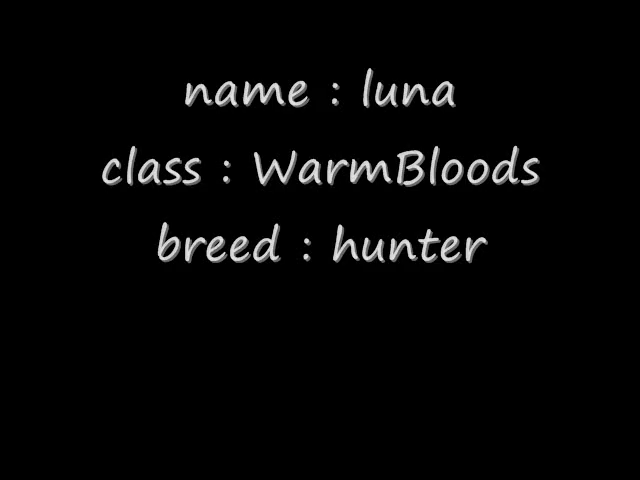 name : luna
class : WarmBloods
breed : hunter